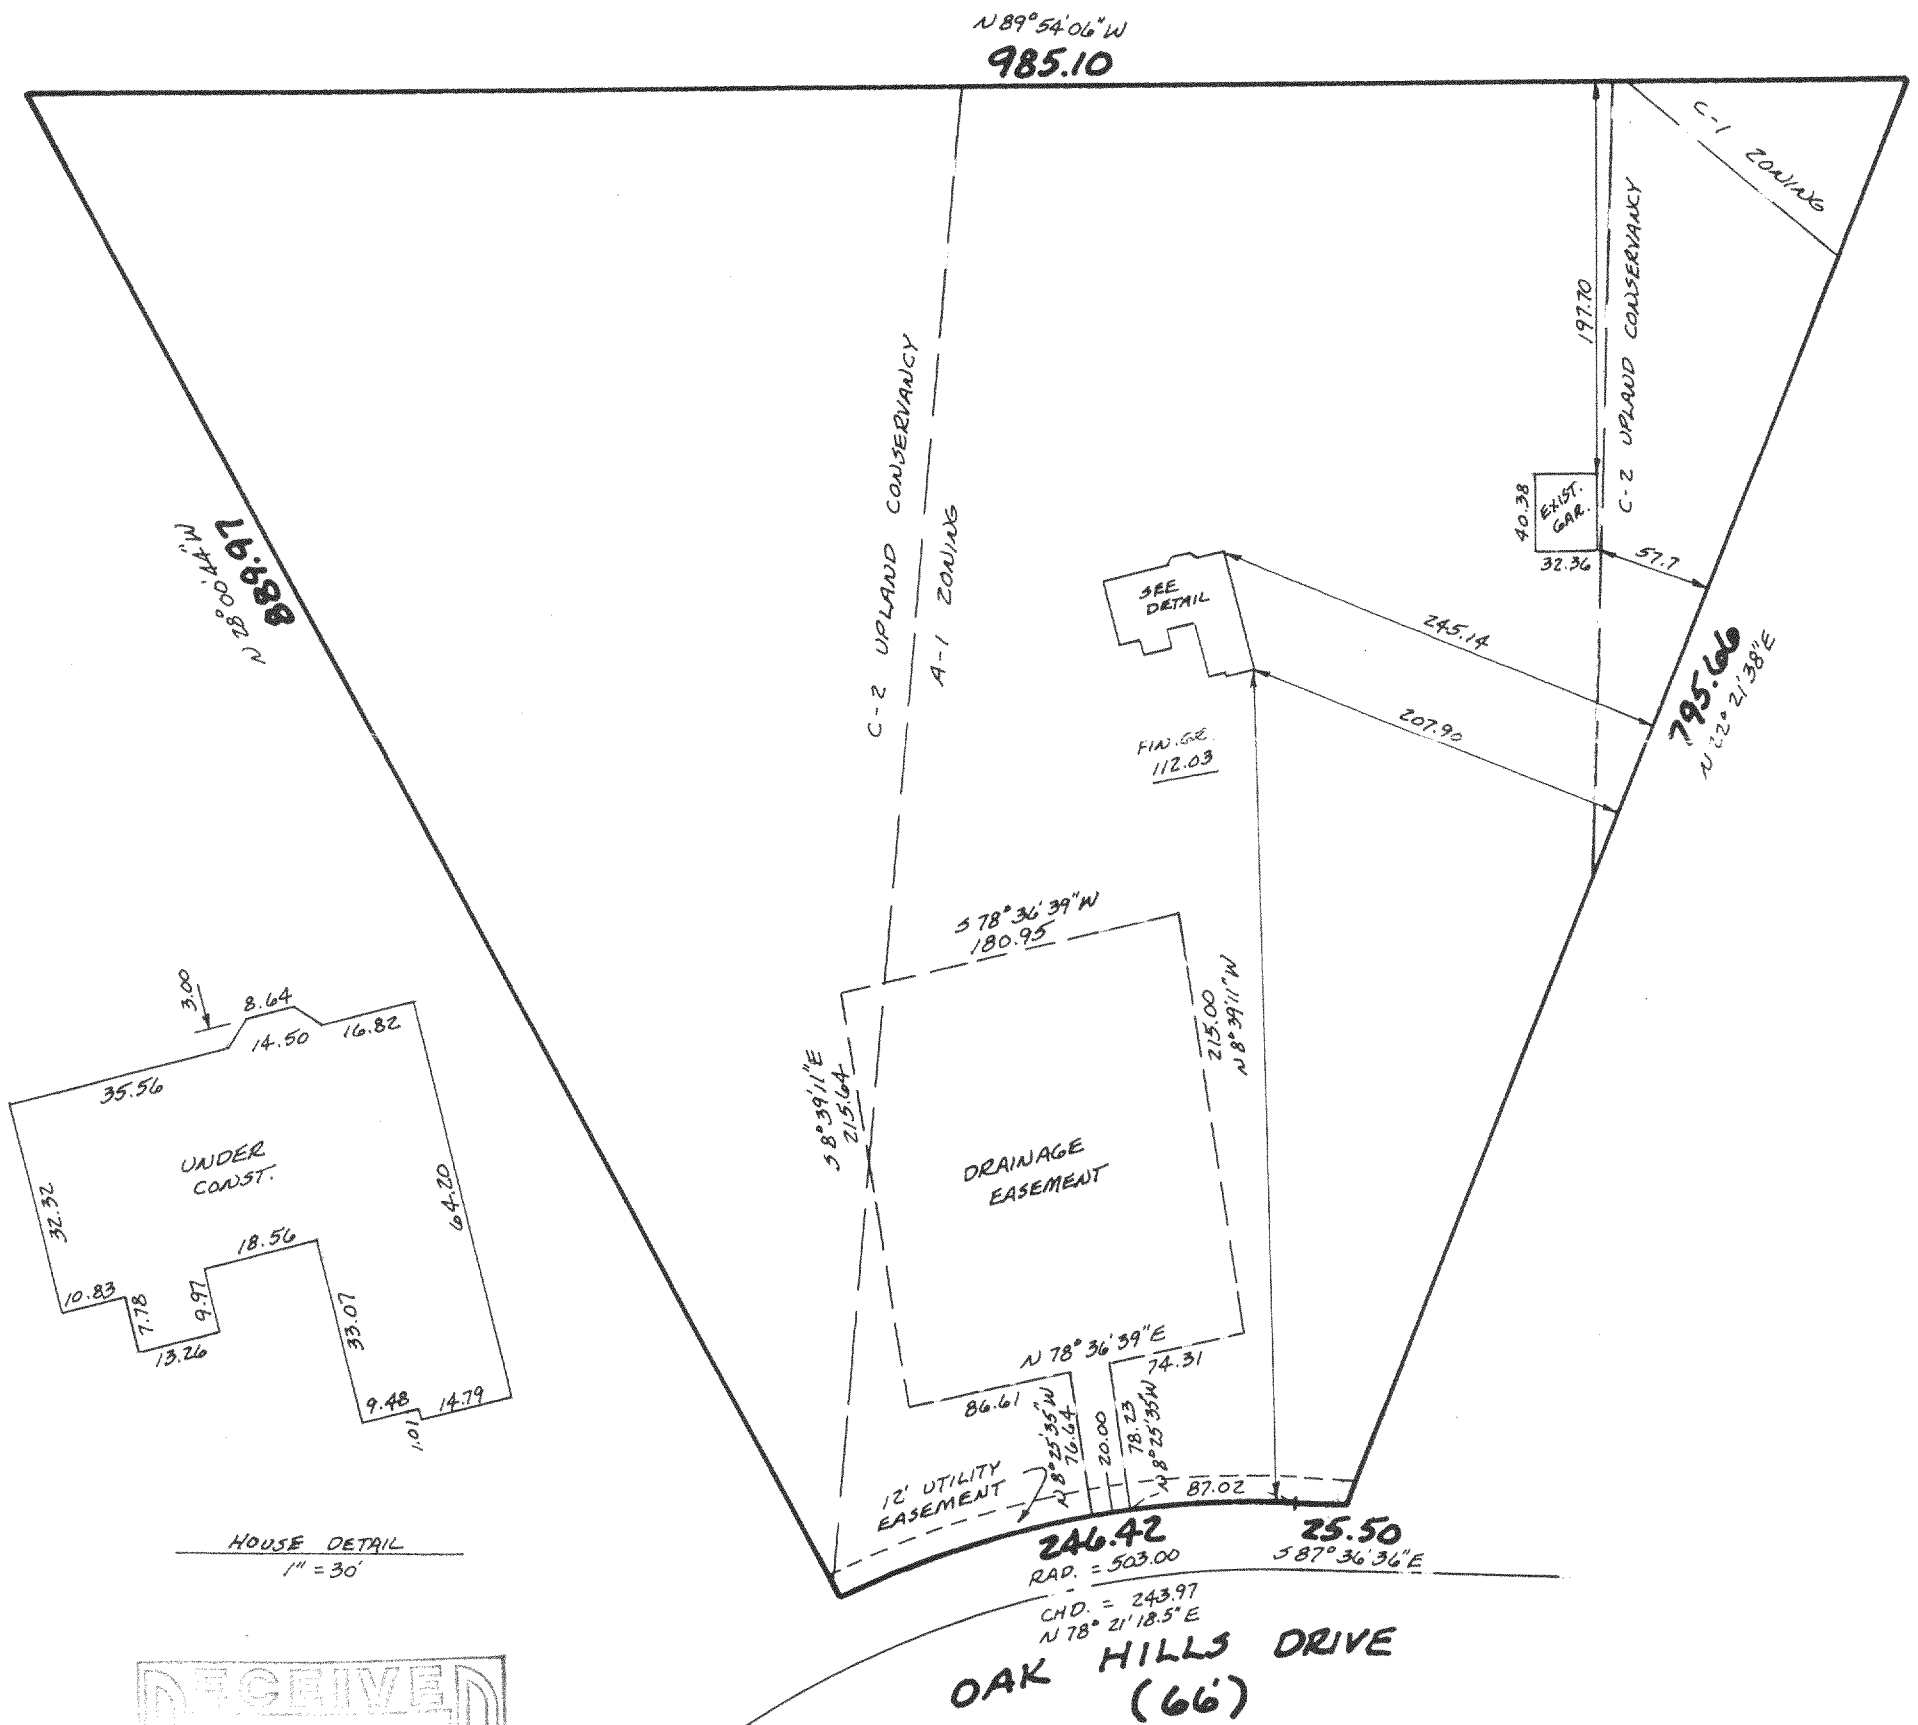 N 89° 54' 06" W
985.10
C-1 ZONING
C-2 UPLAND CONSERVANCY
197.70
C-2 UPLAND CONSERVANCY
A-1 ZONING
889.97
N 28° 00' 44" W
40.38
EXIST.
GAR.
32.36
57.7
SEE
DETAIL
245.14
795.66
N 22° 21' 38" E
207.90
FIN. GR.
112.03
S 78° 36' 39" W
180.95
215.00
N 8° 39' 11" W
S 8° 39' 11" E
215.64
DRAINAGE
EASEMENT
N 78° 36' 39" E
74.31
86.61
N 8° 25' 35" W
76.64
20.00
78.23
N 8° 25' 35" W
12' UTILITY
EASEMENT
87.02
246.42
RAD. = 503.00
CHD. = 243.97
N 78° 21' 18.5" E
25.50
S 87° 36' 36" E
OAK HILLS DRIVE
(66')
3.00
8.64
14.50
16.82
35.56
UNDER
CONST.
32.32
64.20
18.56
10.83
7.78
9.97
13.26
33.07
9.48
14.79
1.01
HOUSE DETAIL
1" = 30'
RECEIVED